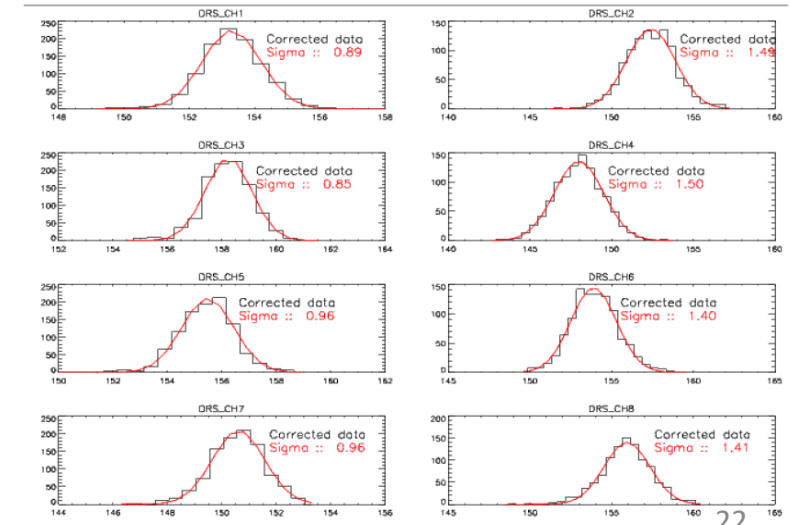 DRS_CH1
250
200
150
100
50
0
Corrected data
Sigma :: 0.89
148 150 152 154 156 158
DRS_CH2
150
100
50
0
Corrected data
Sigma :: 1.49
140 145 150 155 160
DRS_CH3
250
200
150
100
50
0
Corrected data
Sigma :: 0.85
152 154 156 158 160 162 164
DRS_CH4
150
100
50
0
Corrected data
Sigma :: 1.50
140 145 150 155 160
DRS_CH5
250
200
150
100
50
0
Corrected data
Sigma :: 0.96
150 152 154 156 158 160 162
DRS_CH6
150
100
50
0
Corrected data
Sigma :: 1.40
145 150 155 160 165
DRS_CH7
250
200
150
100
50
0
Corrected data
Sigma :: 0.96
144 146 148 150 152 154 156
DRS_CH8
200
150
100
50
0
Corrected data
Sigma :: 1.41
145 150 155 160 165
22